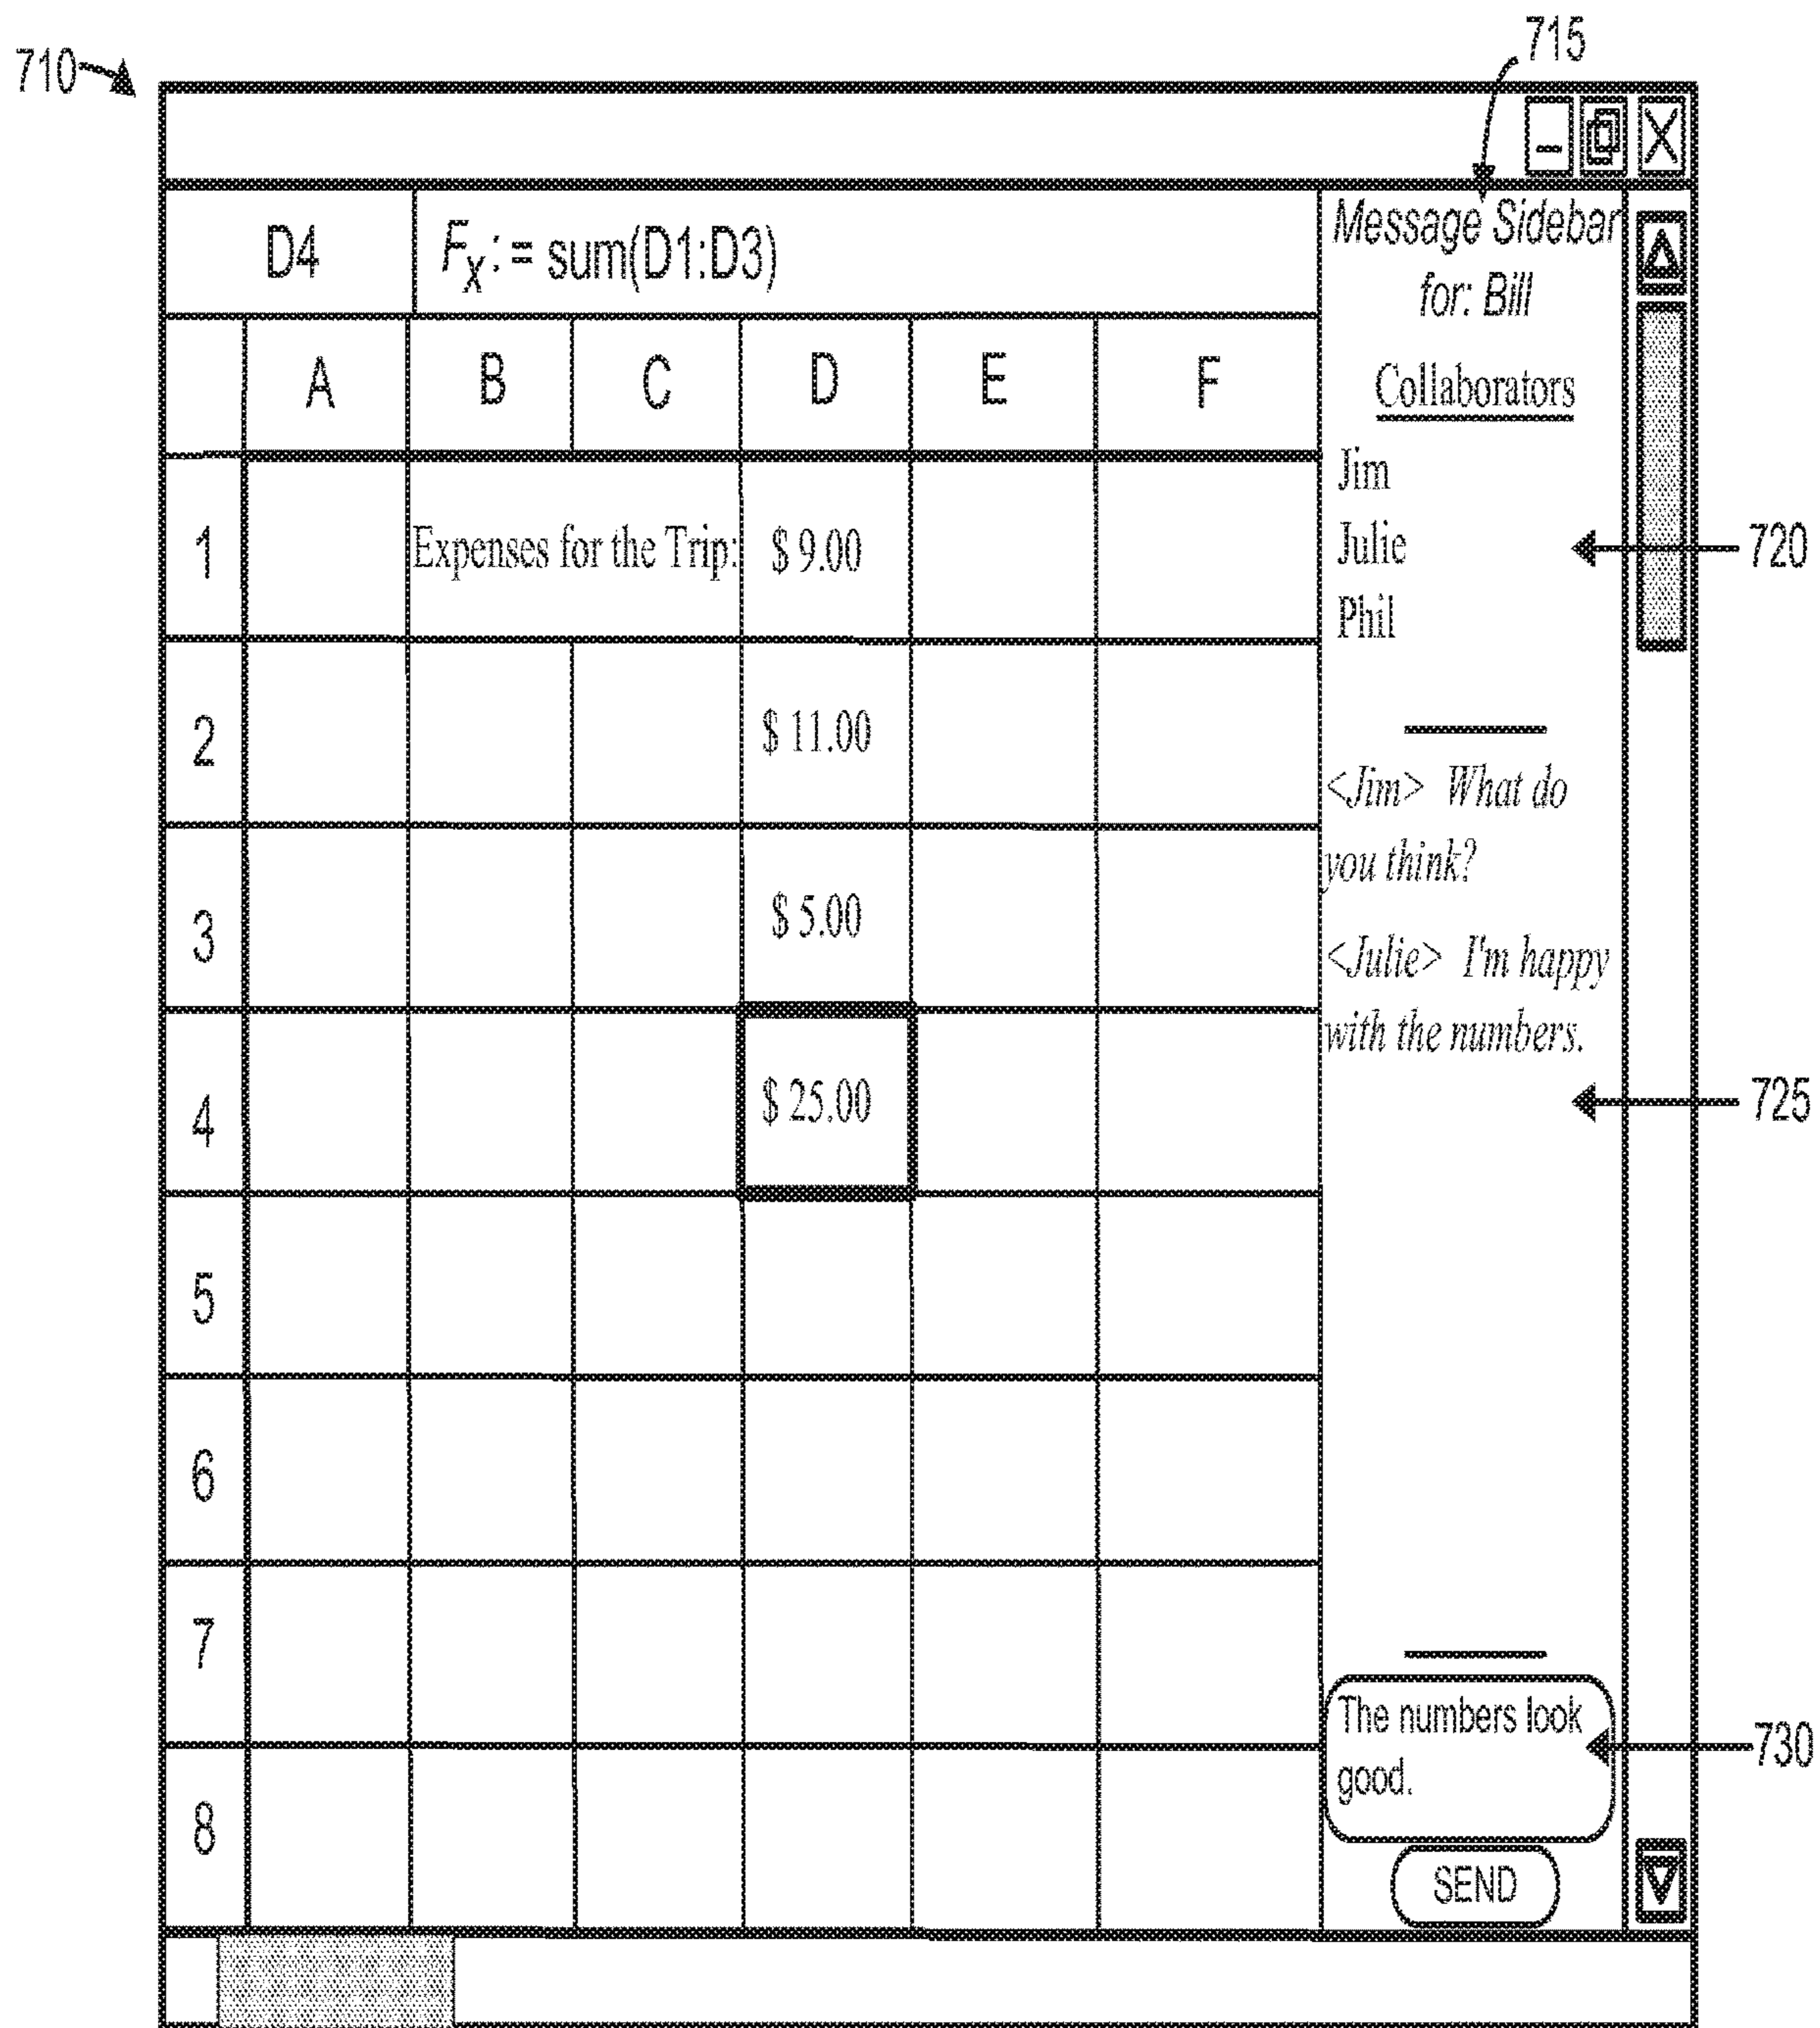 710
715
D4
Fx: = sum(D1:D3)
Message Sidebar
for: Bill
A B C D E F
Collaborators
Jim
Julie
Phil
720
1 Expenses for the Trip: $ 9.00
2 $ 11.00
3 $ 5.00
4 $ 25.00
5
6
7
8
<Jim> What do
you think?
<Julie> I'm happy
with the numbers.
725
The numbers look
good.
730
SEND